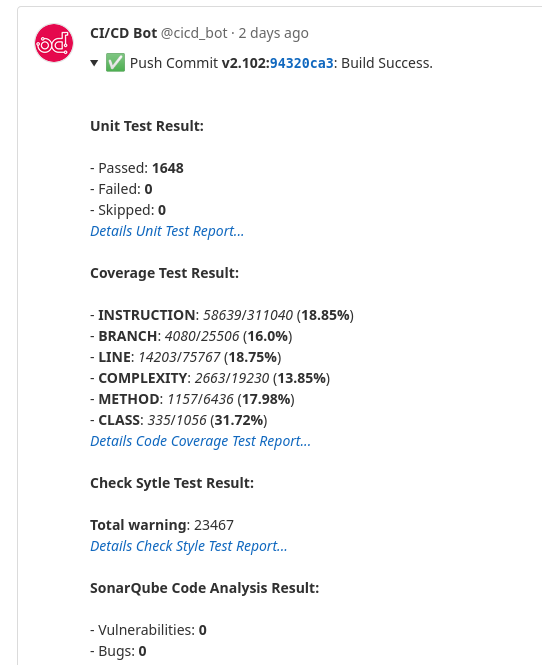 CI/CD Bot @cicd_bot · 2 days ago
▼ ✅ Push Commit v2.102:94320ca3: Build Success.
Unit Test Result:
- Passed: 1648
- Failed: 0
- Skipped: 0
Details Unit Test Report...
Coverage Test Result:
- INSTRUCTION: 58639/311040 (18.85%)
- BRANCH: 4080/25506 (16.0%)
- LINE: 14203/75767 (18.75%)
- COMPLEXITY: 2663/19230 (13.85%)
- METHOD: 1157/6436 (17.98%)
- CLASS: 335/1056 (31.72%)
Details Code Coverage Test Report...
Check Sytle Test Result:
Total warning: 23467
Details Check Style Test Report...
SonarQube Code Analysis Result:
- Vulnerabilities: 0
- Bugs: 0